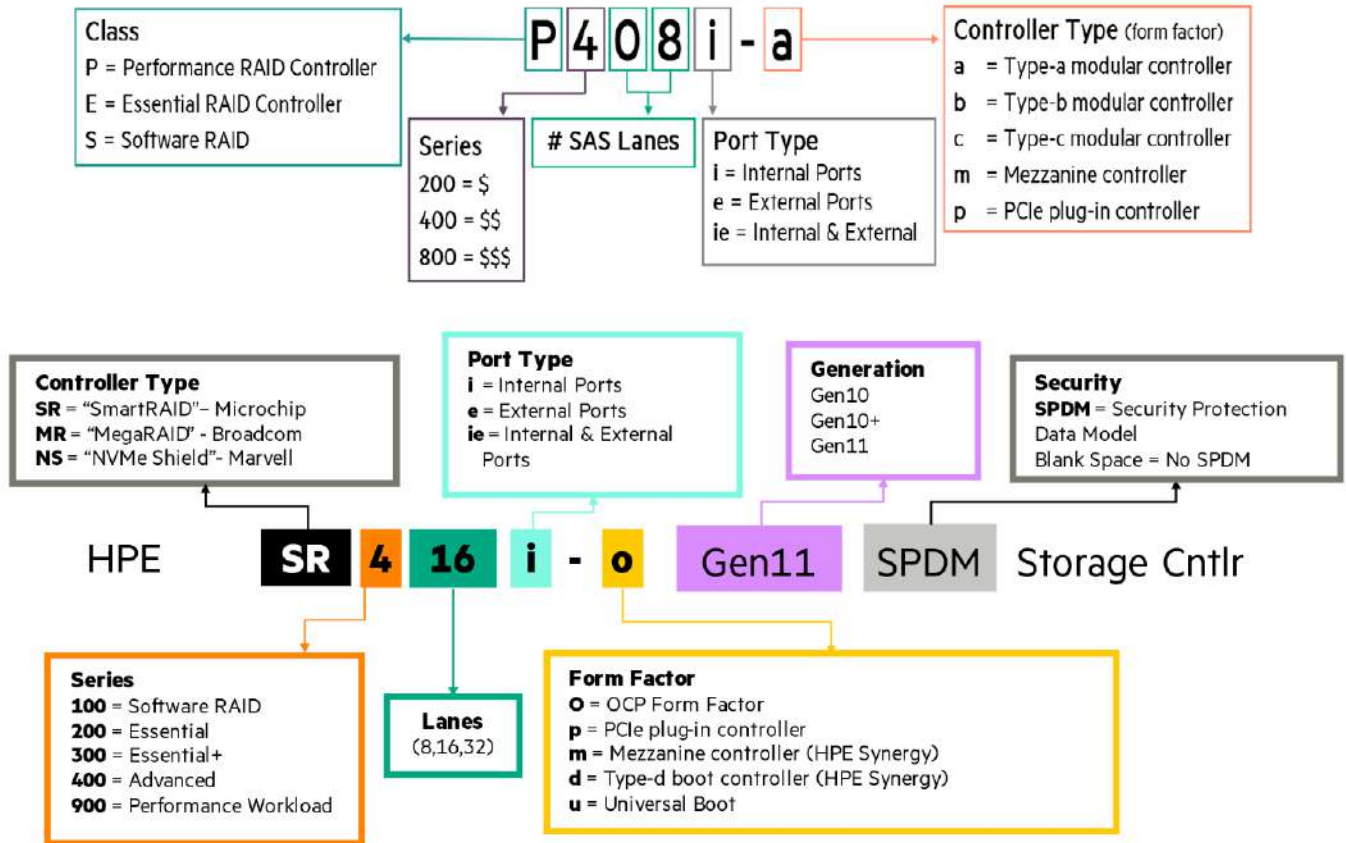 P408i-a
Class
P = Performance RAID Controller
E = Essential RAID Controller
S = Software RAID
Series
200 = $
400 = $$
800 = $$$
# SAS Lanes
Port Type
i = Internal Ports
e = External Ports
ie = Internal & External
Controller Type (form factor)
a = Type-a modular controller
b = Type-b modular controller
c = Type-c modular controller
m = Mezzanine controller
p = PCIe plug-in controller
Controller Type
SR = “SmartRAID”– Microchip
MR = “MegaRAID” - Broadcom
NS = “NVMe Shield”- Marvell
Port Type
i = Internal Ports
e = External Ports
ie = Internal & External
Ports
Generation
Gen10
Gen10+
Gen11
Security
SPDM = Security Protection
Data Model
Blank Space = No SPDM
HPE SR 4 16 i - o Gen11 SPDM Storage Cntlr
Series
100 = Software RAID
200 = Essential
300 = Essential+
400 = Advanced
900 = Performance Workload
Lanes
(8,16,32)
Form Factor
O = OCP Form Factor
p = PCIe plug-in controller
m = Mezzanine controller (HPE Synergy)
d = Type-d boot controller (HPE Synergy)
u = Universal Boot